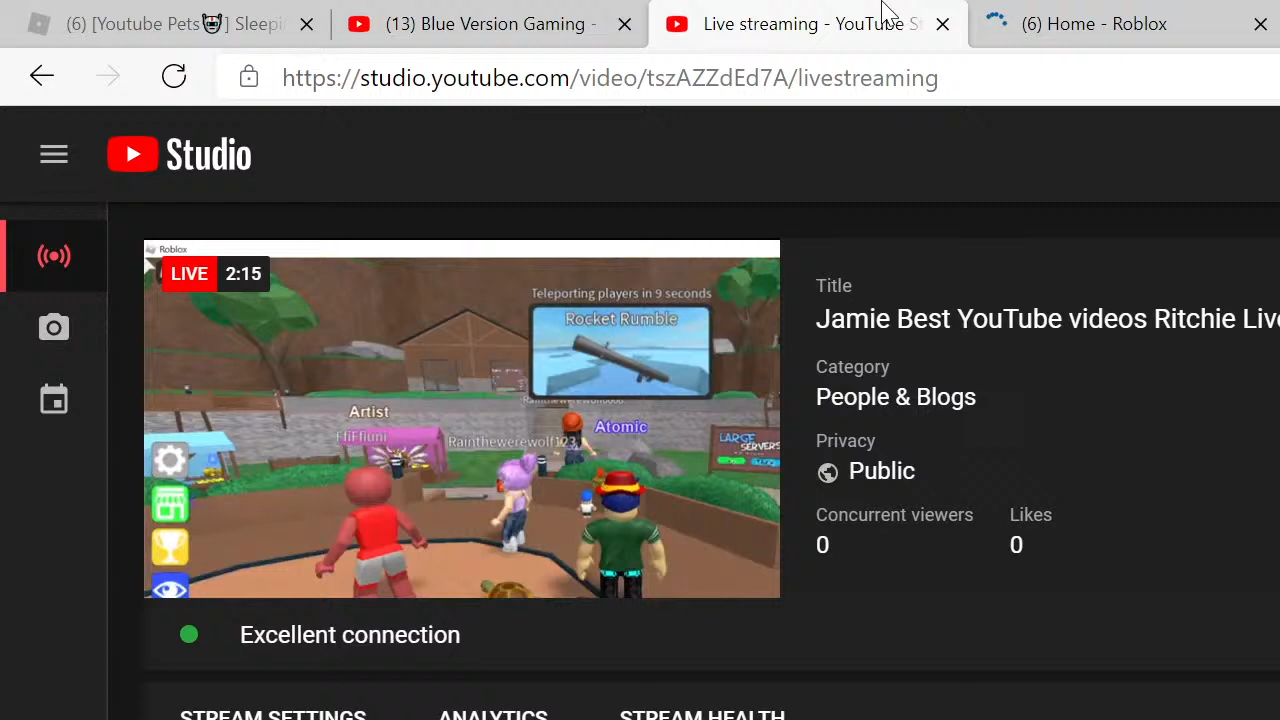 (6) [Youtube Pets] Sleepi
(13) Blue Version Gaming -
Live streaming - YouTube St
(6) Home - Roblox
https://studio.youtube.com/video/tszAZZdEd7A/livestreaming
Studio
Roblox
LIVE 2:15
Teleporting players in 9 seconds
Rocket Rumble
Artist
FfiFfiuni
Rainthewerewolf123
Atomic
LARGE
SERVERS
Title
Jamie Best YouTube videos Ritchie Live
Category
People & Blogs
Privacy
Public
Concurrent viewers
0
Likes
0
Excellent connection
STREAM SETTINGS
ANALYTICS
STREAM HEALTH